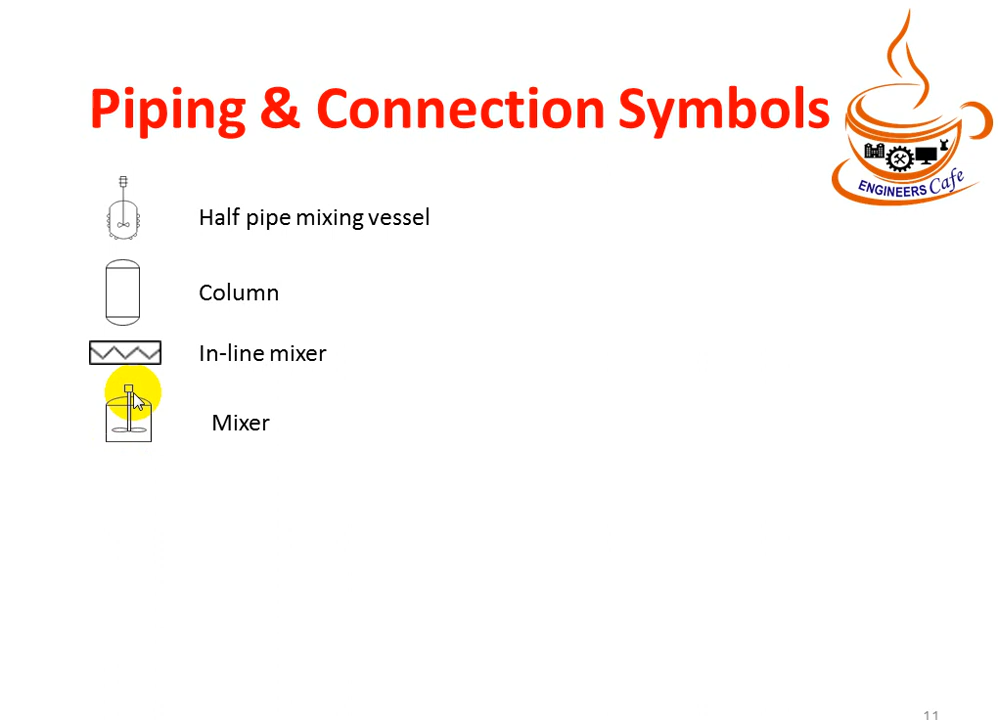 Piping & Connection Symbols
ENGINEERS Cafe
Half pipe mixing vessel
Column
In-line mixer
Mixer
11